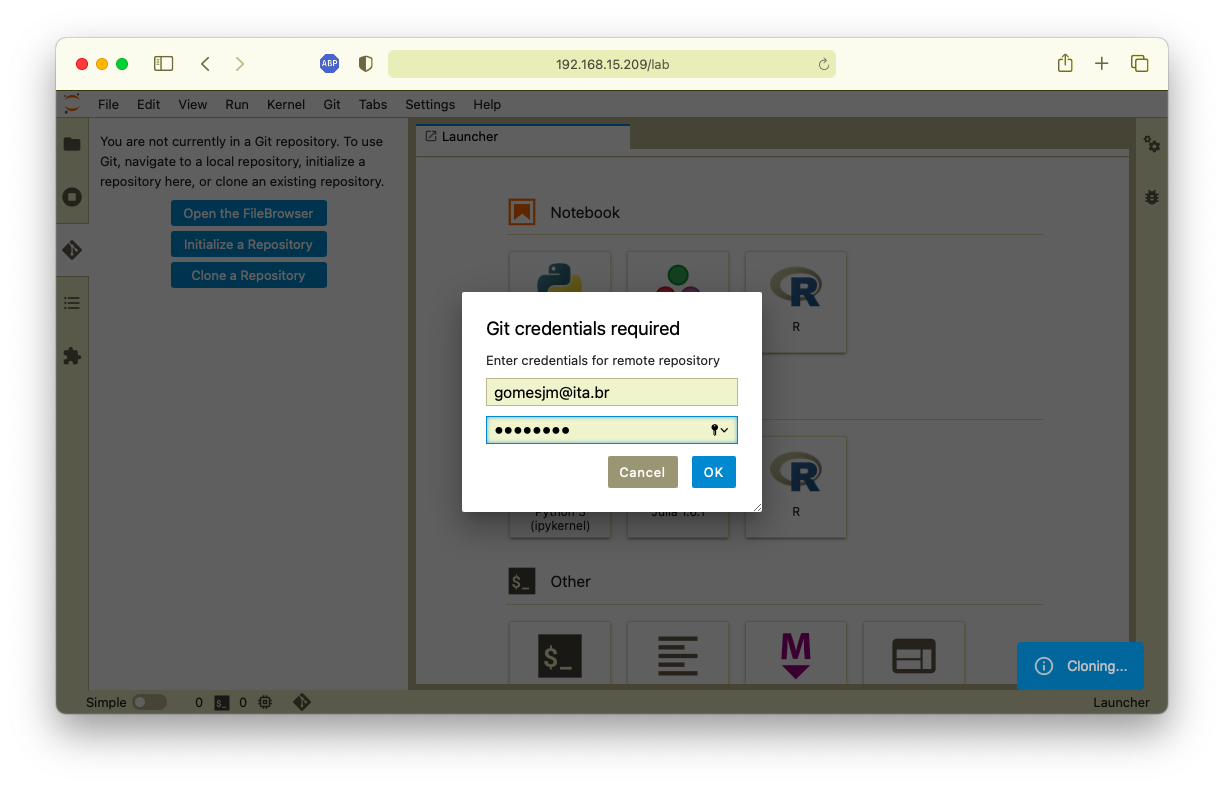 ABP
192.168.15.209/lab
File Edit View Run Kernel Git Tabs Settings Help
You are not currently in a Git repository. To use
Git, navigate to a local repository, initialize a
repository here, or clone an existing repository.
Open the FileBrowser
Initialize a Repository
Clone a Repository
Launcher
Notebook
R
Git credentials required
Enter credentials for remote repository
gomesjm@ita.br
••••••••
Cancel OK
Python 3
(ipykernel)
Julia 1.6.1
R
$_ Other
$_
M
Cloning...
Simple 0 $_ 0 Launcher